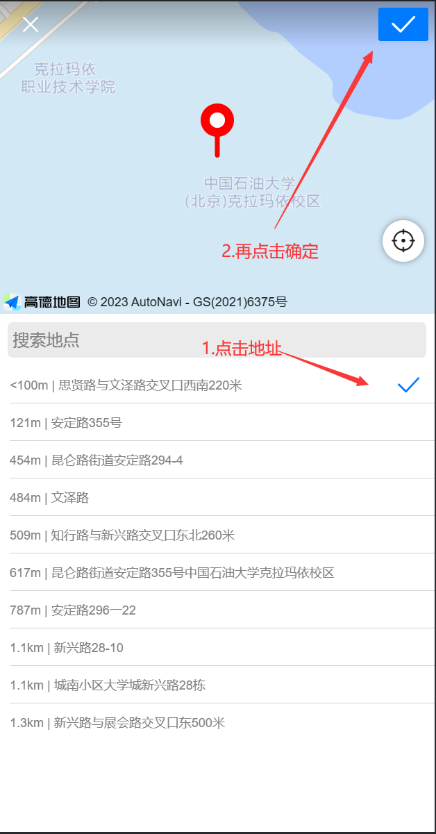 克拉玛依
职业技术学院
中国石油大学
(北京)克拉玛依校区
2.再点击确定
高德地图 © 2023 AutoNavi - GS(2021)6375号
搜索地点
1.点击地址
<100m | 思贤路与文泽路交叉口西南220米
121m | 安定路355号
454m | 昆仑路街道安定路294-4
484m | 文泽路
509m | 知行路与新兴路交叉口东北260米
617m | 昆仑路街道安定路355号中国石油大学克拉玛依校区
787m | 安定路296一22
1.1km | 新兴路28-10
1.1km | 城南小区大学城新兴路28栋
1.3km | 新兴路与展会路交叉口东500米